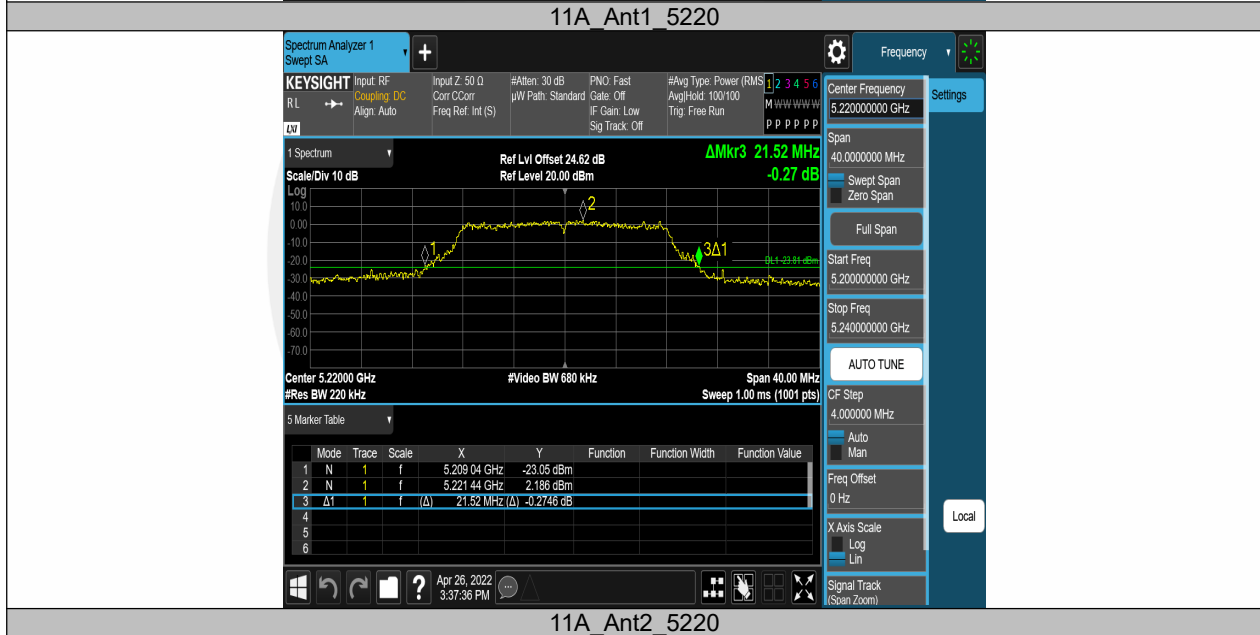 11A_Ant1_5220
Spectrum Analyzer 1
Swept SA
+
Frequency
KEYSIGHT
RL
LXI
Input: RF
Coupling: DC
Align: Auto
Input Z: 50 Ω
Corr CCorr
Freq Ref: Int (S)
#Atten: 30 dB
µW Path: Standard
PNO: Fast
Gate: Off
IF Gain: Low
Sig Track: Off
#Avg Type: Power (RMS
Avg|Hold: 100/100
Trig: Free Run
1 2 3 4 5 6
M W W W W W
P P P P P P
1 Spectrum
Scale/Div 10 dB
Ref Lvl Offset 24.62 dB
Ref Level 20.00 dBm
ΔMkr3 21.52 MHz
-0.27 dB
Log
10.0
0.00
-10.0
-20.0
-30.0
-40.0
-50.0
-60.0
-70.0
1
2
3Δ1
DL1 -23.81 dBm
Center 5.22000 GHz
#Video BW 680 kHz
Span 40.00 MHz
#Res BW 220 kHz
Sweep 1.00 ms (1001 pts)
5 Marker Table
Mode Trace Scale X Y Function Function Width Function Value
1 N 1 f 5.209 04 GHz -23.05 dBm
2 N 1 f 5.221 44 GHz 2.186 dBm
3 Δ1 1 f (Δ) 21.52 MHz (Δ) -0.2746 dB
4
5
6
Apr 26, 2022
3:37:36 PM
?
Center Frequency
5.220000000 GHz
Settings
Span
40.0000000 MHz
Swept Span
Zero Span
Full Span
Start Freq
5.200000000 GHz
Stop Freq
5.240000000 GHz
AUTO TUNE
CF Step
4.000000 MHz
Auto
Man
Freq Offset
0 Hz
X Axis Scale
Log
Lin
Local
Signal Track
(Span Zoom)
11A_Ant2_5220